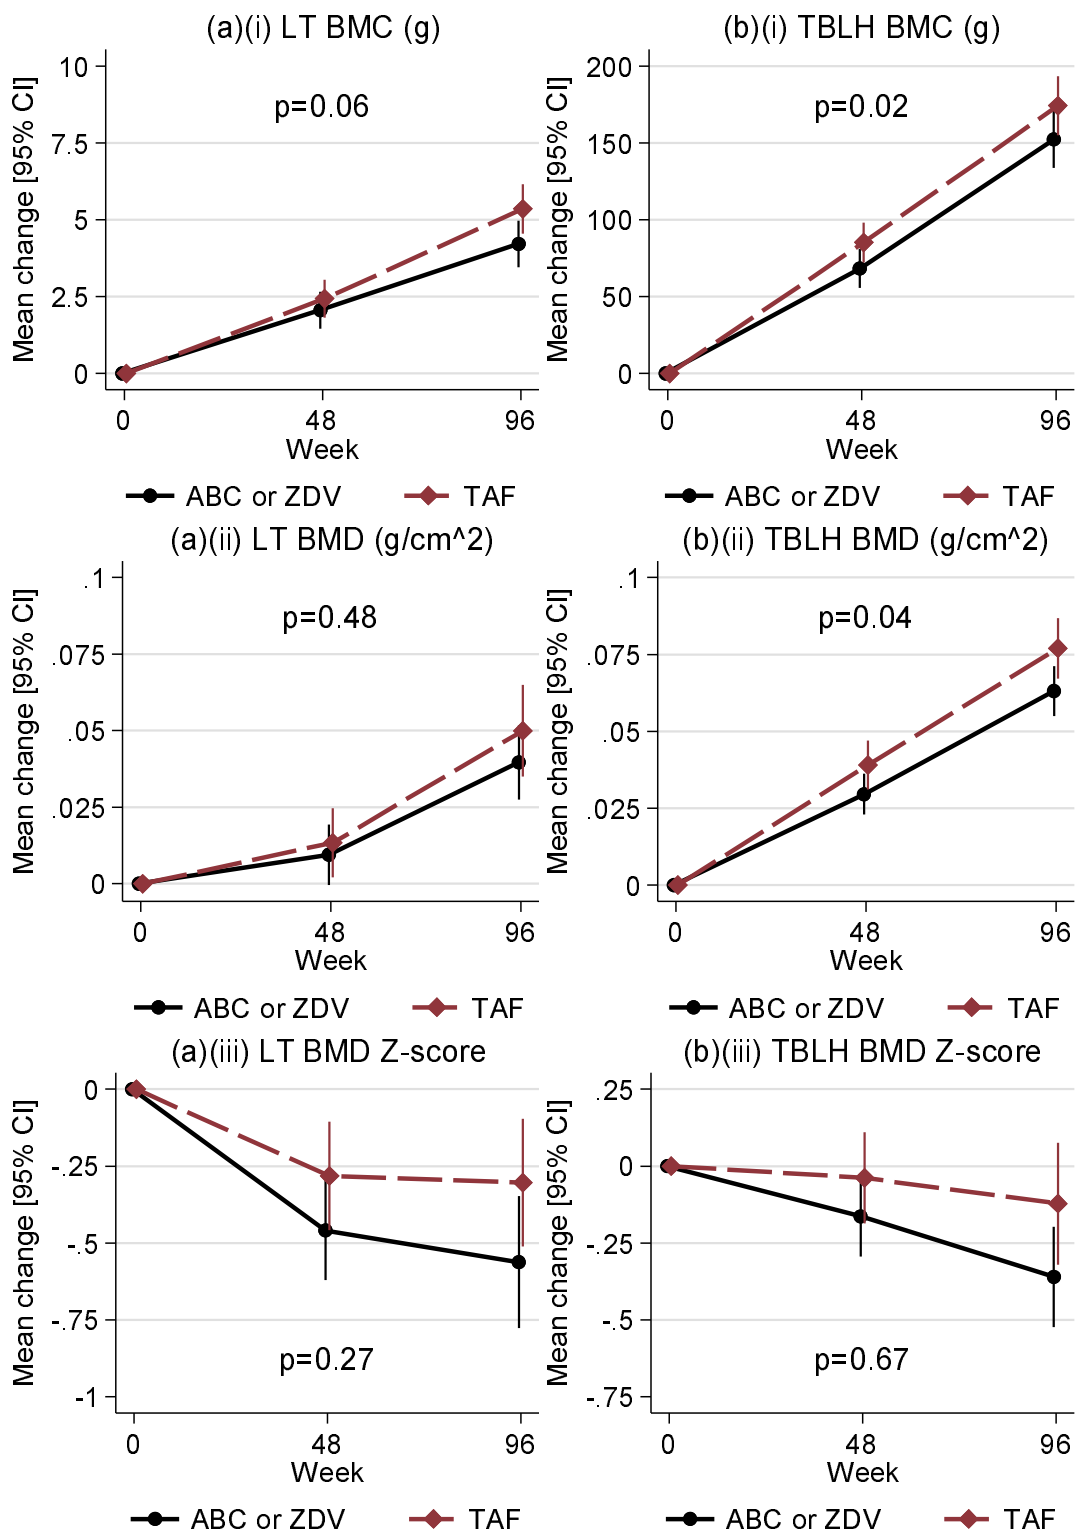 (a)(i) LT BMC (g)
Mean change [95% CI]
10
7.5
5
2.5
0
p=0.06
0 48 96
Week
ABC or ZDV TAF
(b)(i) TBLH BMC (g)
Mean change [95% CI]
200
150
100
50
0
p=0.02
0 48 96
Week
ABC or ZDV TAF
(a)(ii) LT BMD (g/cm^2)
Mean change [95% CI]
.1
.075
.05
.025
0
p=0.48
0 48 96
Week
ABC or ZDV TAF
(b)(ii) TBLH BMD (g/cm^2)
Mean change [95% CI]
.1
.075
.05
.025
0
p=0.04
0 48 96
Week
ABC or ZDV TAF
(a)(iii) LT BMD Z-score
Mean change [95% CI]
0
-.25
-.5
-.75
-1
p=0.27
0 48 96
Week
ABC or ZDV TAF
(b)(iii) TBLH BMD Z-score
Mean change [95% CI]
.25
0
-.25
-.5
-.75
p=0.67
0 48 96
Week
ABC or ZDV TAF